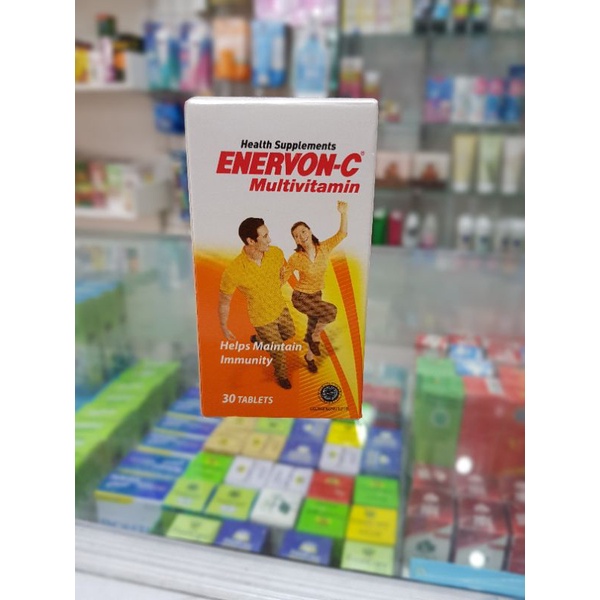 Health Supplements
ENERVON-C®
Multivitamin
Helps Maintain
Immunity
30 TABLETS